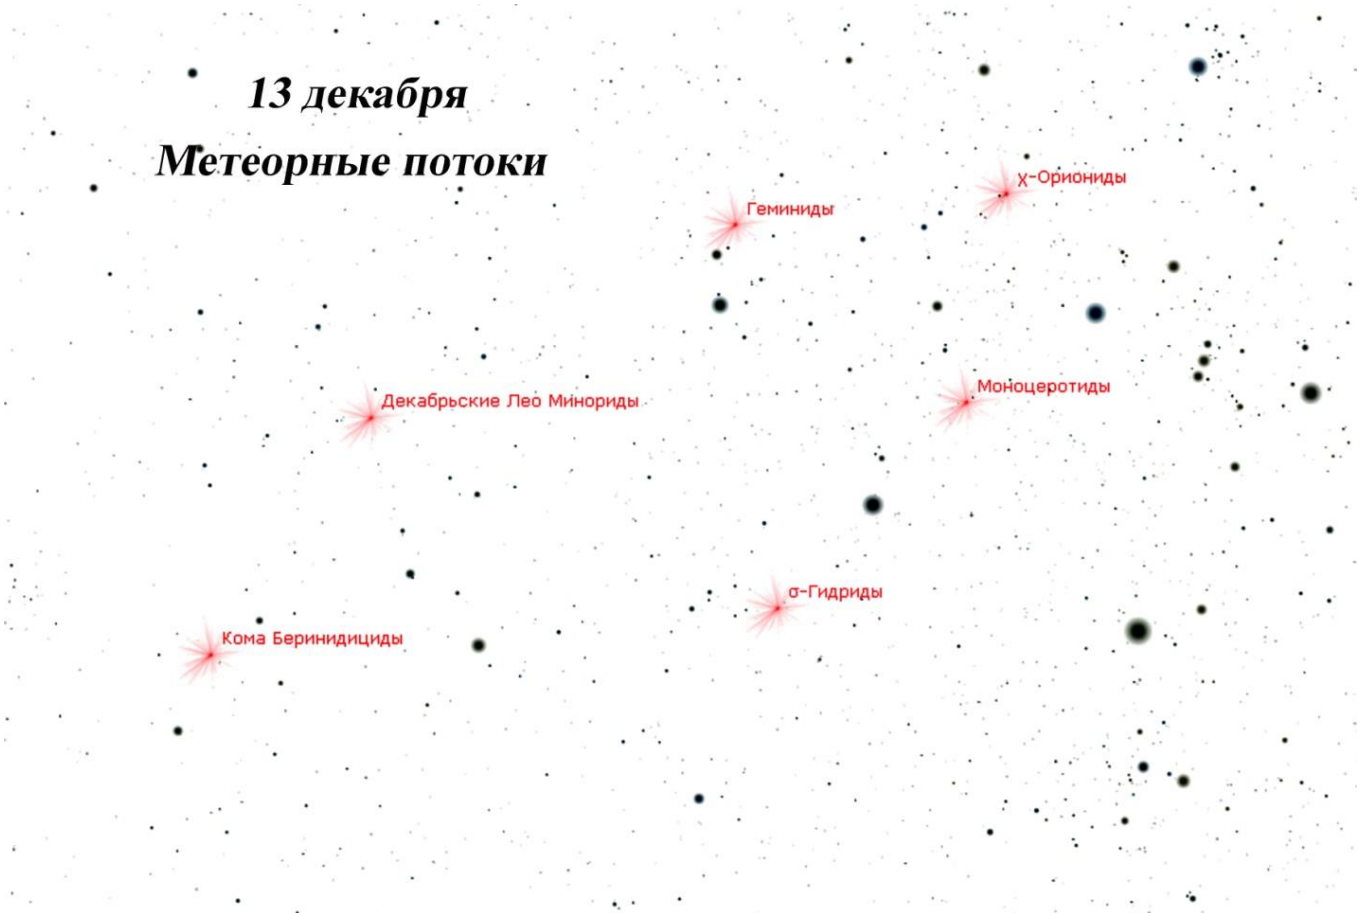 13 декабря
Метеорные потоки
χ-Ориониды
Геминиды
Моноцеротиды
Декабрьские Лео Минориды
σ-Гидриды
Кома Беринидициды